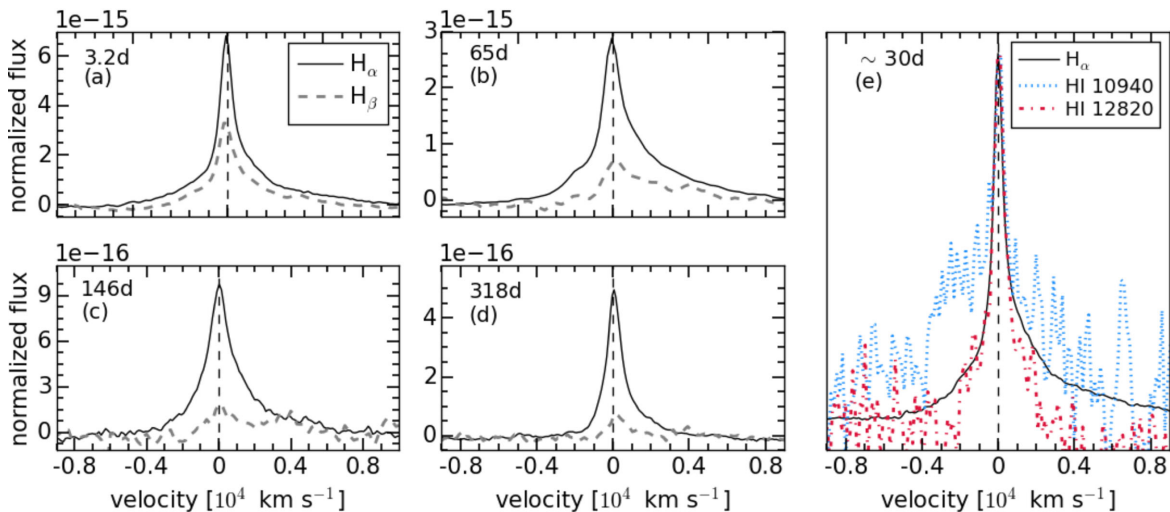 1e−15
3.2d
(a)
H_α
H_β
normalized flux
6
4
2
0
1e−15
65d
(b)
3
2
1
0
~ 30d
(e)
H_α
HI 10940
HI 12820
1e−16
146d
(c)
normalized flux
9
6
3
0
-0.8 -0.4 0 0.4 0.8
velocity [10⁴ km s⁻¹]
1e−16
318d
(d)
4
2
0
-0.8 -0.4 0 0.4 0.8
velocity [10⁴ km s⁻¹]
-0.8 -0.4 0 0.4 0.8
velocity [10⁴ km s⁻¹]